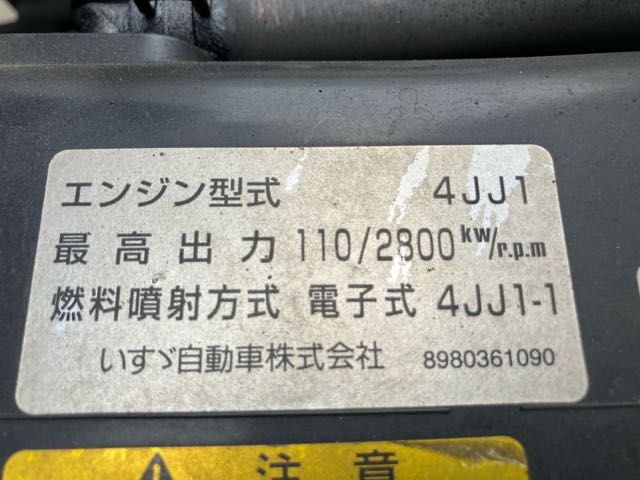 エンジン型式 4JJ1
最高出力 110/2800 kw/r.p.m
燃料噴射方式 電子式 4JJ1-1
いすゞ自動車株式会社 8980361090
注意